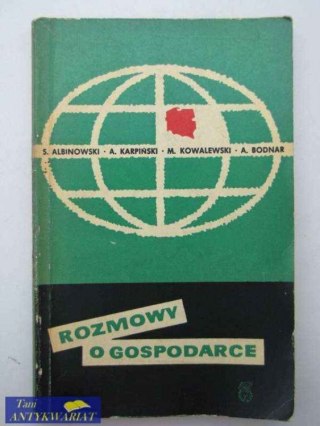 S. ALBINOWSKI · A. KARPIŃSKI · M. KOWALEWSKI · A. BODNAR
ROZMOWY
O GOSPODARCE
Tani
ANTYKWARIAT